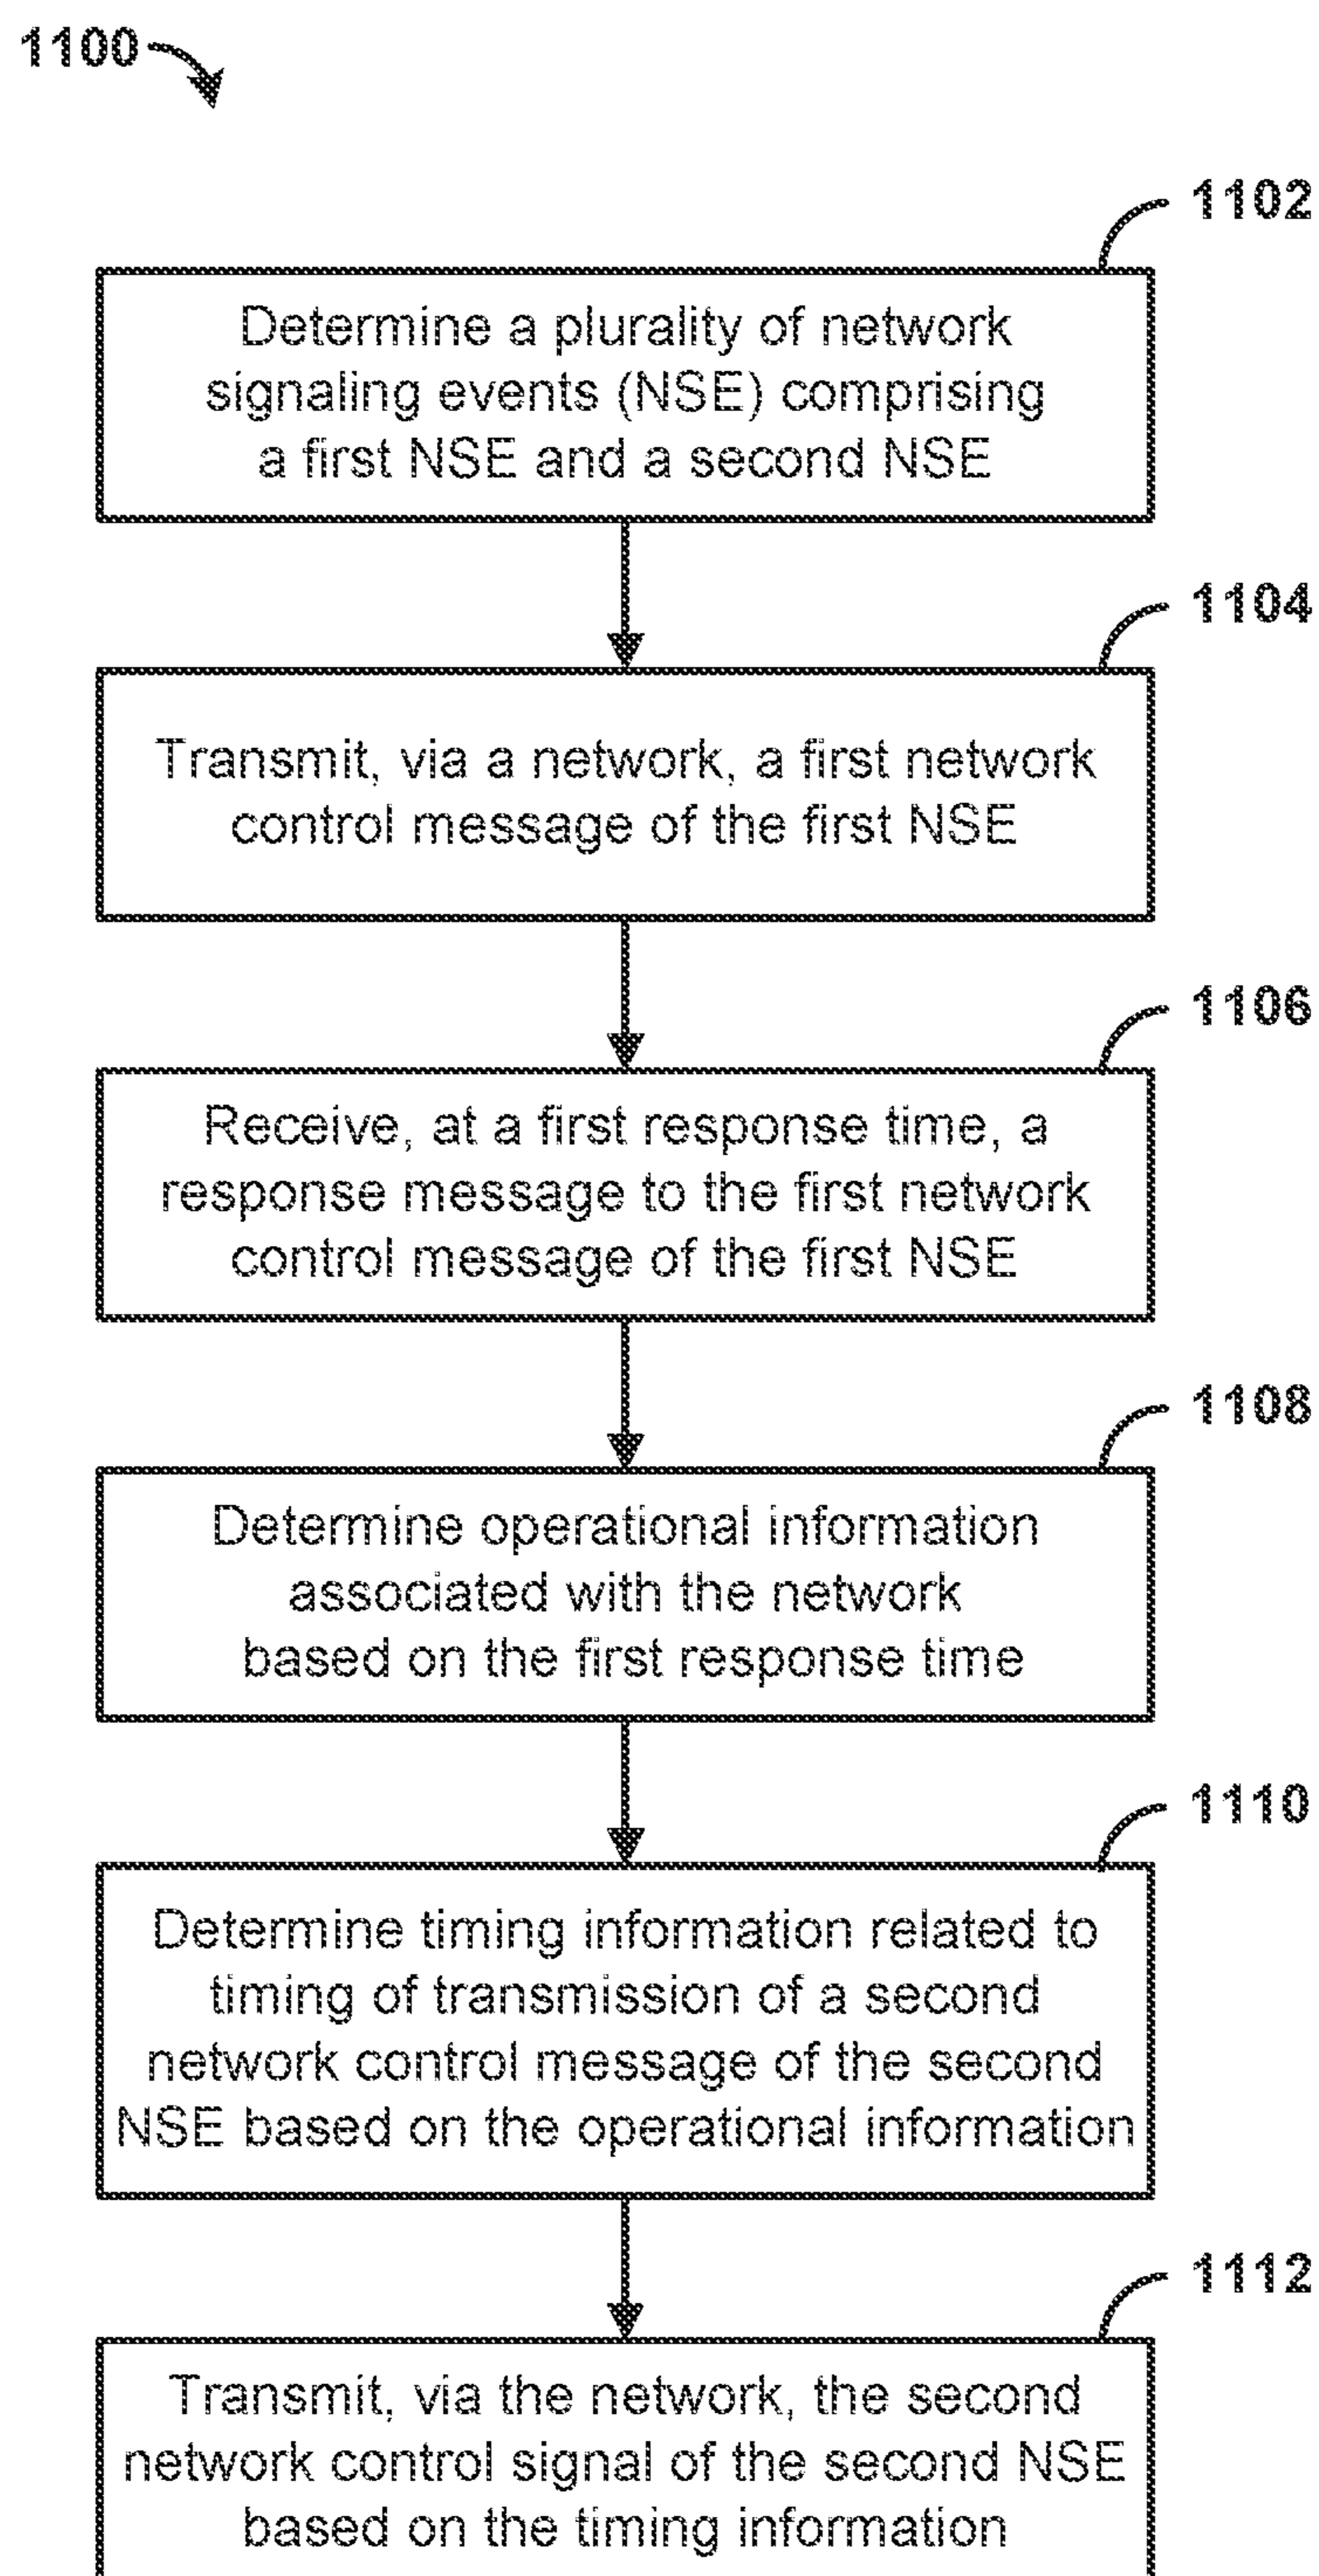 1100
1102
Determine a plurality of network
signaling events (NSE) comprising
a first NSE and a second NSE
1104
Transmit, via a network, a first network
control message of the first NSE
1106
Receive, at a first response time, a
response message to the first network
control message of the first NSE
1108
Determine operational information
associated with the network
based on the first response time
1110
Determine timing information related to
timing of transmission of a second
network control message of the second
NSE based on the operational information
1112
Transmit, via the network, the second
network control signal of the second NSE
based on the timing information